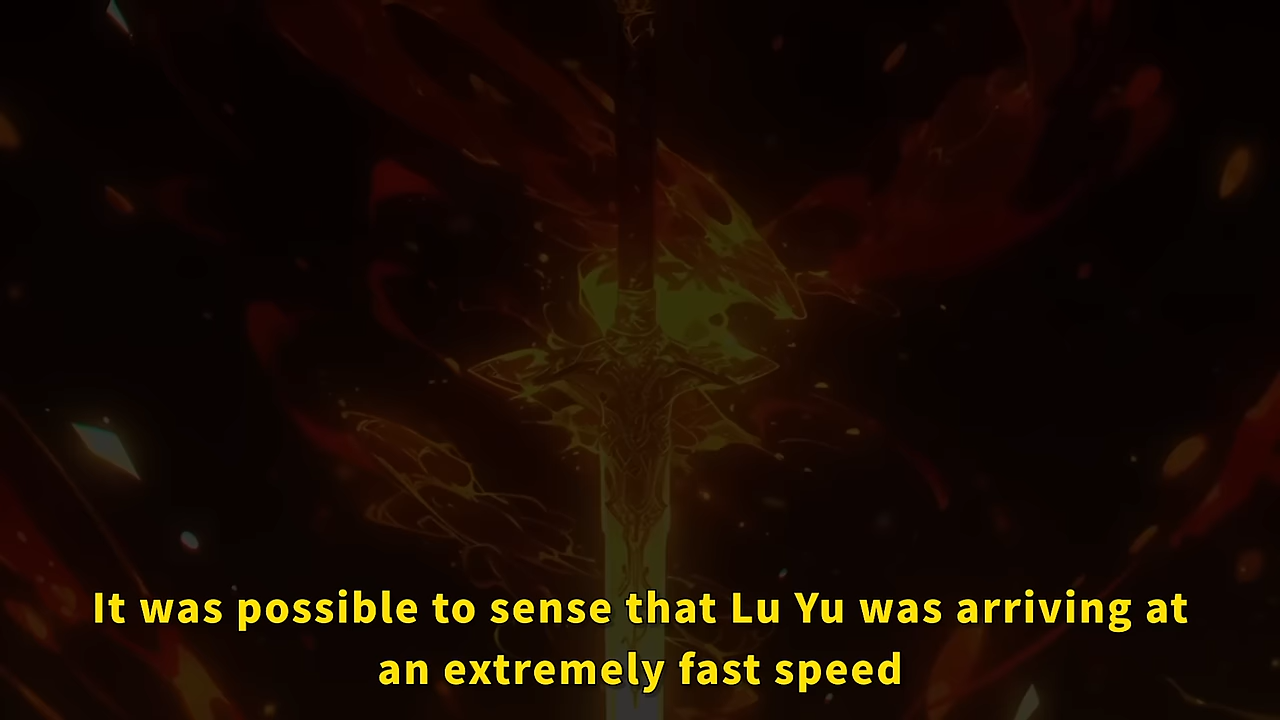 It was possible to sense that Lu Yu was arriving at
an extremely fast speed